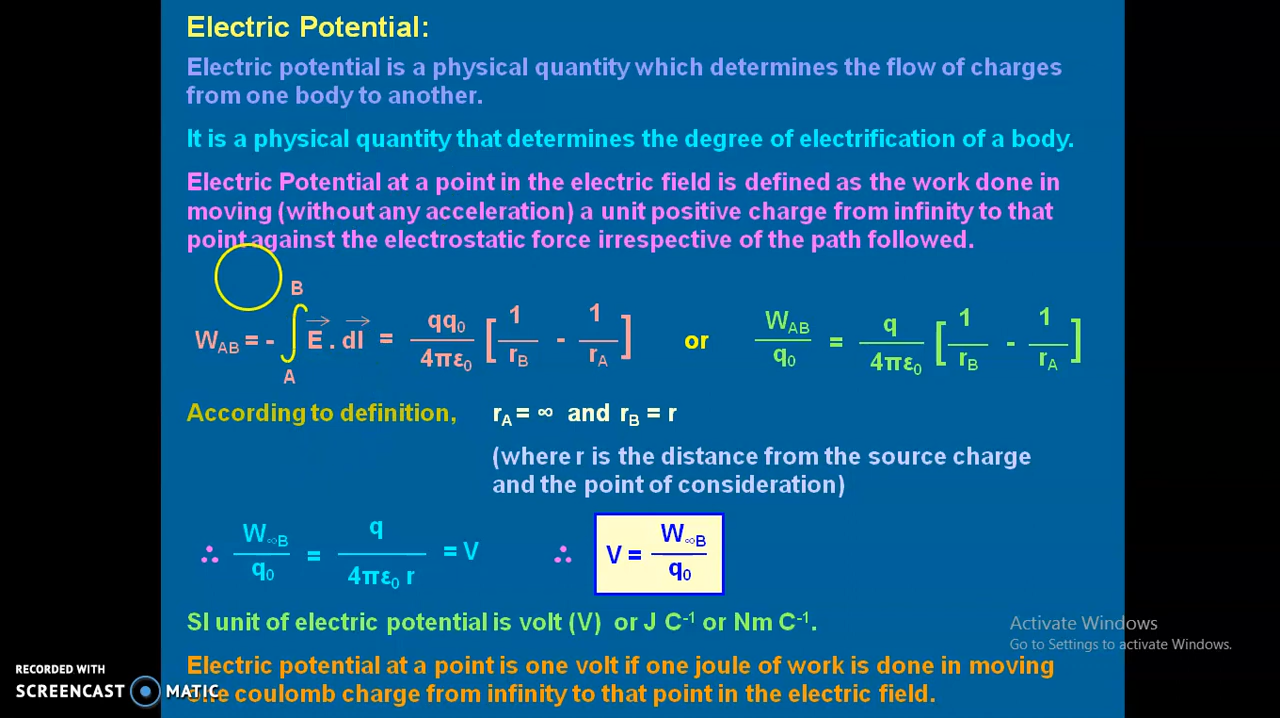 Electric Potential:
Electric potential is a physical quantity which determines the flow of charges
from one body to another.
It is a physical quantity that determines the degree of electrification of a body.
Electric Potential at a point in the electric field is defined as the work done in
moving (without any acceleration) a unit positive charge from infinity to that
point against the electrostatic force irrespective of the path followed.
W_AB = - ∫_A^B E⃗ . dl⃗ = qq₀/4πε₀ [ 1/r_B - 1/r_A ] or W_AB/q₀ = q/4πε₀ [ 1/r_B - 1/r_A ]
According to definition, r_A = ∞ and r_B = r
(where r is the distance from the source charge
and the point of consideration)
∴ W_∞B/q₀ = q/4πε₀ r = V ∴ V = W_∞B/q₀
SI unit of electric potential is volt (V) or J C⁻¹ or Nm C⁻¹.
Electric potential at a point is one volt if one joule of work is done in moving
one coulomb charge from infinity to that point in the electric field.
Activate Windows
Go to Settings to activate Windows.
RECORDED WITH
SCREENCAST MATIC